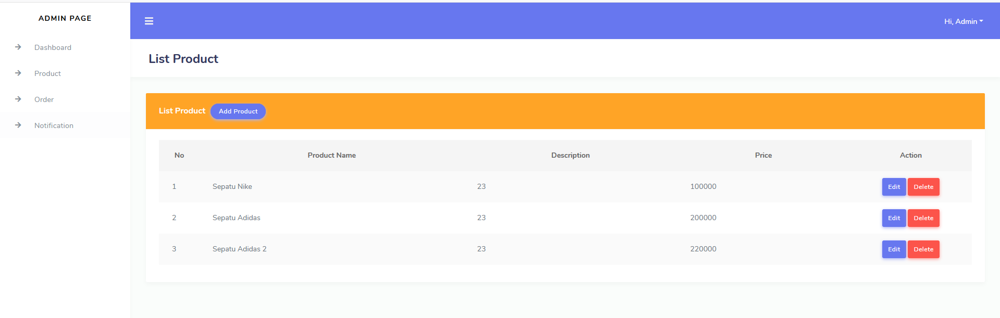 ADMIN PAGE
Hi, Admin
Dashboard
Product
Order
Notification
List Product
List Product Add Product
No Product Name Description Price Action
1 Sepatu Nike 23 100000 Edit Delete
2 Sepatu Adidas 23 200000 Edit Delete
3 Sepatu Adidas 2 23 220000 Edit Delete